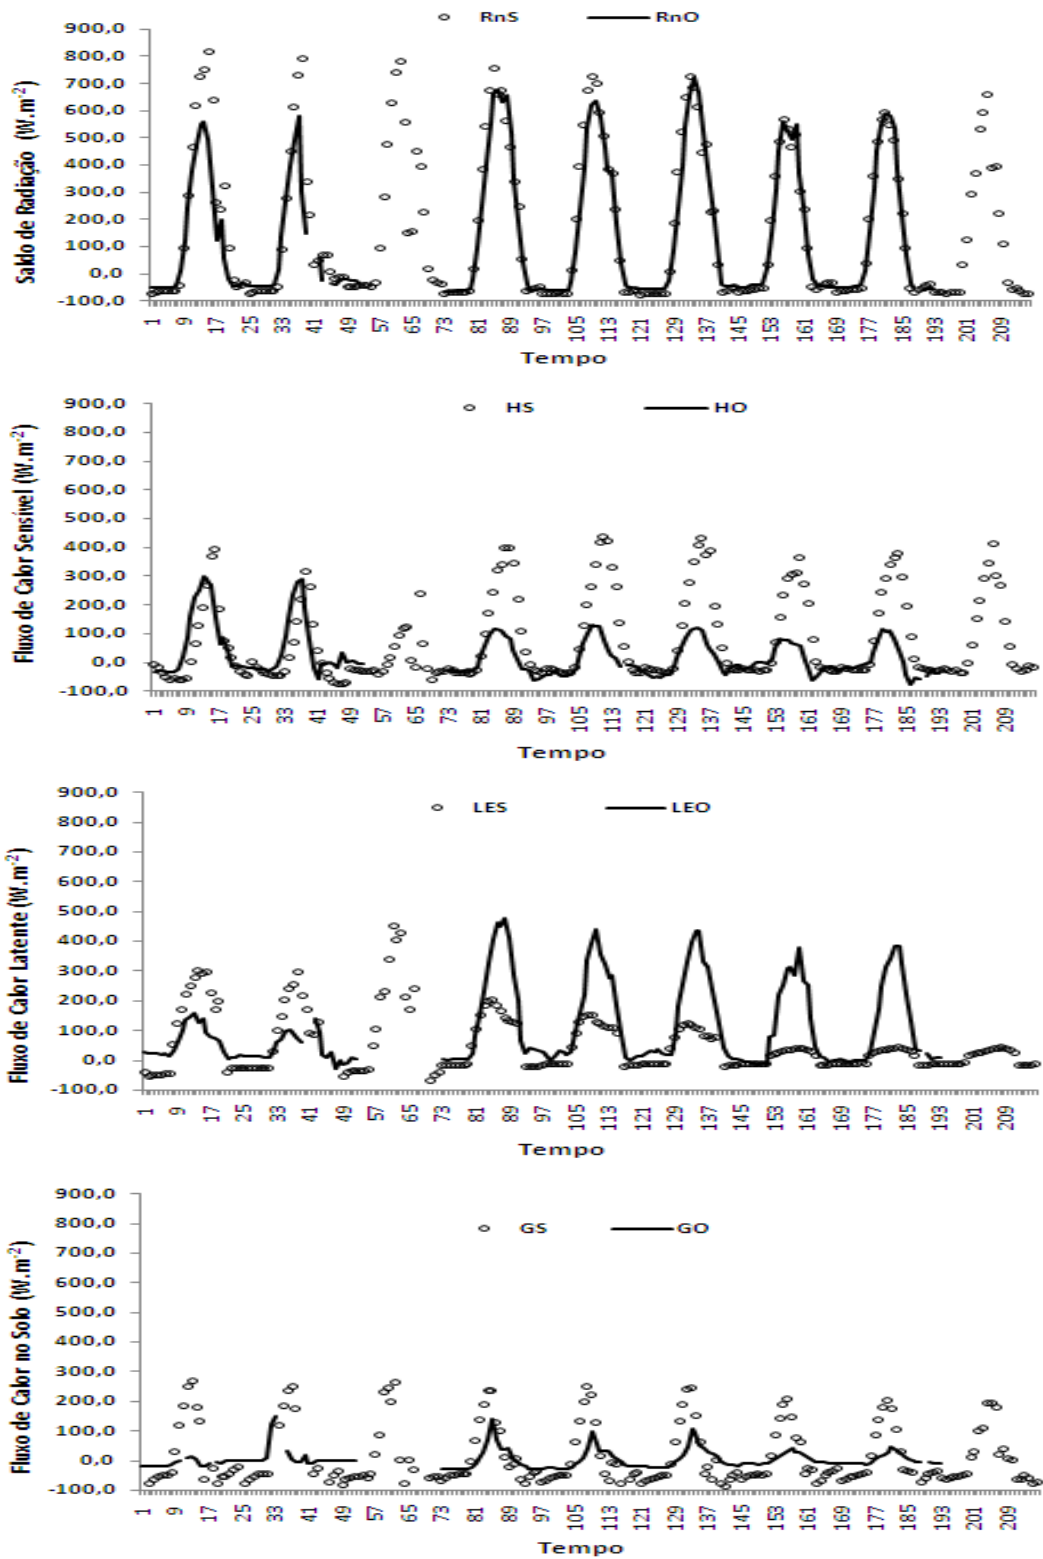 RnS RnO
Saldo de Radiação (W.m-2)
900,0
800,0
700,0
600,0
500,0
400,0
300,0
200,0
100,0
0,0
-100,0
1 9 17 25 33 41 49 57 65 73 81 89 97 105 113 121 129 137 145 153 161 169 177 185 193 201 209
Tempo
HS HO
Fluxo de Calor Sensível (W.m-2)
900,0
800,0
700,0
600,0
500,0
400,0
300,0
200,0
100,0
0,0
-100,0
1 9 17 25 33 41 49 57 65 73 81 89 97 105 113 121 129 137 145 153 161 169 177 185 193 201 209
Tempo
LES LEO
Fluxo de Calor Latente (W.m-2)
900,0
800,0
700,0
600,0
500,0
400,0
300,0
200,0
100,0
0,0
-100,0
1 9 17 25 33 41 49 57 65 73 81 89 97 105 113 121 129 137 145 153 161 169 177 185 193 201 209
Tempo
GS GO
Fluxo de Calor no Solo (W.m-2)
900,0
800,0
700,0
600,0
500,0
400,0
300,0
200,0
100,0
0,0
-100,0
1 9 17 25 33 41 49 57 65 73 81 89 97 105 113 121 129 137 145 153 161 169 177 185 193 201 209
Tempo